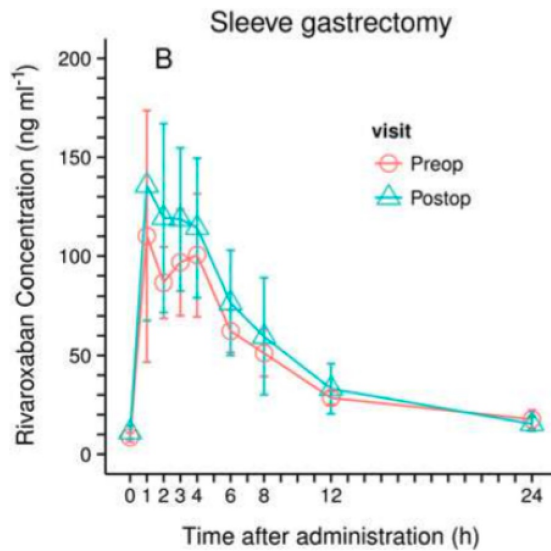 Sleeve gastrectomy
B
200
150
100
50
0
Rivaroxaban Concentration (ng ml⁻¹)
visit
Preop
Postop
0 1 2 3 4 6 8 12 24
Time after administration (h)